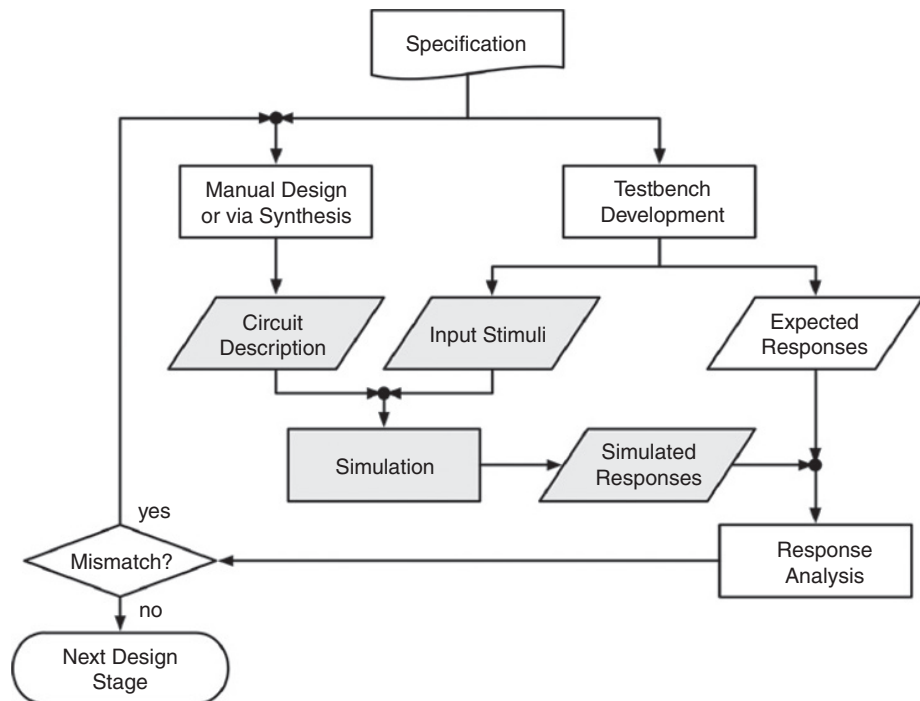 Specification
Manual Design
or via Synthesis
Testbench
Development
Circuit
Description
Input Stimuli
Expected
Responses
Simulation
Simulated
Responses
yes
Mismatch?
Response
Analysis
no
Next Design
Stage